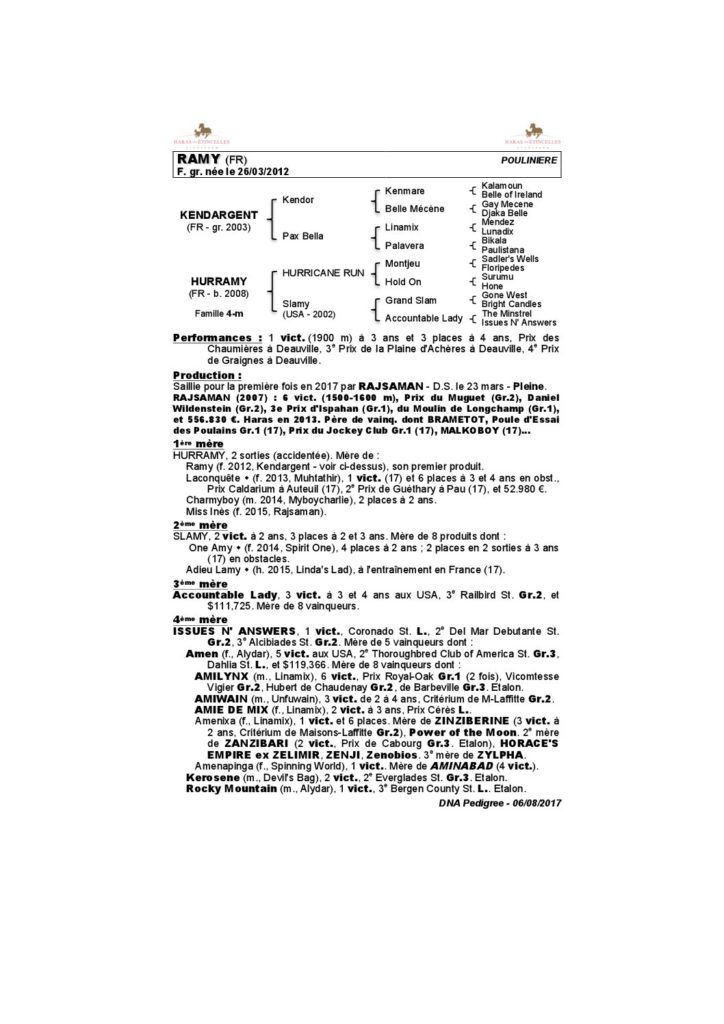 HARAS DES ETINCELLES
HARAS DES ETINCELLES
RAMY (FR)
POULINIERE
F. gr. née le 26/03/2012
KENDARGENT
(FR - gr. 2003)
Kendor
Pax Bella
Kenmare
Belle Mécène
Linamix
Palavera
Kalamoun
Belle of Ireland
Gay Mecene
Djaka Belle
Mendez
Lunadix
Bikala
Paulistana
HURRAMY
(FR - b. 2008)
Famille 4-m
HURRICANE RUN
Slamy
(USA - 2002)
Montjeu
Hold On
Grand Slam
Accountable Lady
Sadler's Wells
Floripedes
Surumu
Hone
Gone West
Bright Candles
The Minstrel
Issues N' Answers
Performances : 1 vict. (1900 m) à 3 ans et 3 places à 4 ans, Prix des
Chaumières à Deauville, 3e Prix de la Plaine d'Achères à Deauville, 4e Prix
de Graignes à Deauville.
Production :
Saillie pour la première fois en 2017 par RAJSAMAN - D.S. le 23 mars - Pleine.
RAJSAMAN (2007) : 6 vict. (1500-1600 m), Prix du Muguet (Gr.2), Daniel
Wildenstein (Gr.2), 3e Prix d'Ispahan (Gr.1), du Moulin de Longchamp (Gr.1),
et 556.830 €. Haras en 2013. Père de vainq. dont BRAMETOT, Poule d'Essai
des Poulains Gr.1 (17), Prix du Jockey Club Gr.1 (17), MALKOBOY (17)...
1ère mère
HURRAMY, 2 sorties (accidentée). Mère de :
Ramy (f. 2012, Kendargent - voir ci-dessus), son premier produit.
Laconquête ♦ (f. 2013, Muhtathir), 1 vict. (17) et 6 places à 3 et 4 ans en obst.,
Prix Caldarium à Auteuil (17), 2e Prix de Guéthary à Pau (17), et 52.980 €.
Charmyboy (m. 2014, Myboycharlie), 2 places à 2 ans.
Miss Inès (f. 2015, Rajsaman).
2ème mère
SLAMY, 2 vict. à 2 ans, 3 places à 2 et 3 ans. Mère de 8 produits dont :
One Amy ♦ (f. 2014, Spirit One), 4 places à 2 ans ; 2 places en 2 sorties à 3 ans
(17) en obstacles.
Adieu Lamy ♦ (h. 2015, Linda's Lad), à l'entraînement en France (17).
3ème mère
Accountable Lady, 3 vict. à 3 et 4 ans aux USA, 3e Railbird St. Gr.2, et
$111,725. Mère de 8 vainqueurs.
4ème mère
ISSUES N' ANSWERS, 1 vict., Coronado St. L., 2e Del Mar Debutante St.
Gr.2, 3e Alcibiades St. Gr.2. Mère de 5 vainqueurs dont :
Amen (f., Alydar), 5 vict. aux USA, 2e Thoroughbred Club of America St. Gr.3,
Dahlia St. L., et $119,366. Mère de 8 vainqueurs dont :
AMILYNX (m., Linamix), 6 vict., Prix Royal-Oak Gr.1 (2 fois), Vicomtesse
Vigier Gr.2, Hubert de Chaudenay Gr.2, de Barbeville Gr.3. Etalon.
AMIWAIN (m., Unfuwain), 3 vict. de 2 à 4 ans, Critérium de M-Laffitte Gr.2.
AMIE DE MIX (f., Linamix), 2 vict. à 3 ans, Prix Cérès L..
Amenixa (f., Linamix), 1 vict. et 6 places. Mère de ZINZIBERINE (3 vict. à
2 ans, Critérium de Maisons-Laffitte Gr.2), Power of the Moon. 2e mère
de ZANZIBARI (2 vict., Prix de Cabourg Gr.3. Etalon), HORACE'S
EMPIRE ex ZELIMIR, ZENJI, Zenobios. 3e mère de ZYLPHA.
Amenapinga (f., Spinning World), 1 vict.. Mère de AMINABAD (4 vict.).
Kerosene (m., Devil's Bag), 2 vict., 2e Everglades St. Gr.3. Etalon.
Rocky Mountain (m., Alydar), 1 vict., 3e Bergen County St. L.. Etalon.
DNA Pedigree - 06/08/2017